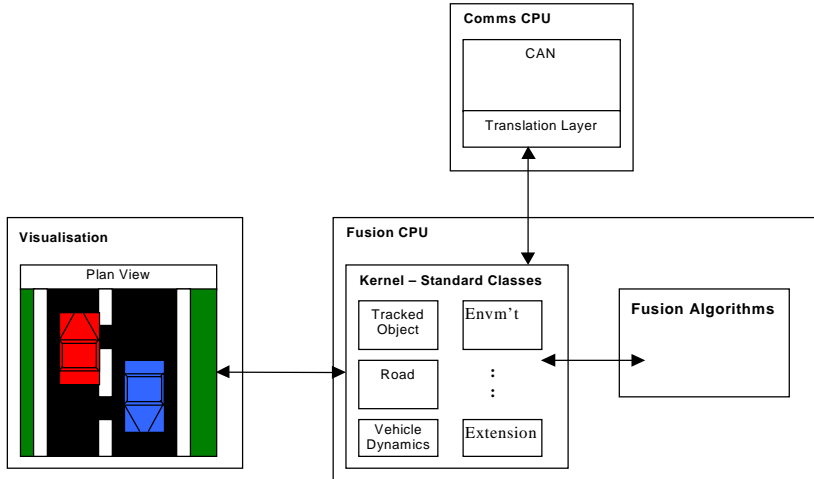 Comms CPU
CAN
Translation Layer
Visualisation
Plan View
Fusion CPU
Kernel – Standard Classes
Tracked
Object
Envm't
Road
:
:
Vehicle
Dynamics
Extension
Fusion Algorithms